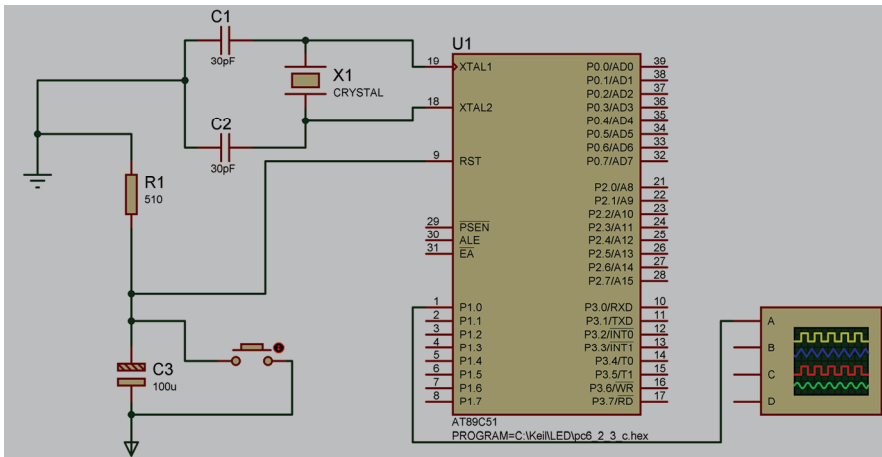 C1
30pF
X1
CRYSTAL
C2
30pF
R1
510
C3
100u
U1
19 XTAL1
18 XTAL2
9 RST
29 PSEN
30 ALE
31 EA
1 P1.0
2 P1.1
3 P1.2
4 P1.3
5 P1.4
6 P1.5
7 P1.6
8 P1.7
P0.0/AD0 39
P0.1/AD1 38
P0.2/AD2 37
P0.3/AD3 36
P0.4/AD4 35
P0.5/AD5 34
P0.6/AD6 33
P0.7/AD7 32
P2.0/A8 21
P2.1/A9 22
P2.2/A10 23
P2.3/A11 24
P2.4/A12 25
P2.5/A13 26
P2.6/A14 27
P2.7/A15 28
P3.0/RXD 10
P3.1/TXD 11
P3.2/INT0 12
P3.3/INT1 13
P3.4/T0 14
P3.5/T1 15
P3.6/WR 16
P3.7/RD 17
AT89C51
PROGRAM=C:\Keil\LED\pc6_2_3_c.hex
A
B
C
D